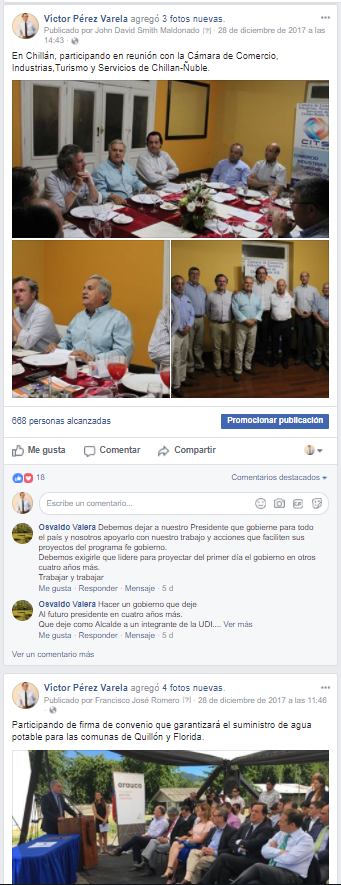 Víctor Pérez Varela agregó 3 fotos nuevas.
Publicado por John David Smith Maldonado [?] · 28 de diciembre de 2017 a las
14:43 ·
En Chillán, participando en reunión con la Cámara de Comercio,
Industrias,Turismo y Servicios de Chillan-Ñuble.
CITS
668 personas alcanzadas
Promocionar publicación
Me gusta Comentar Compartir
18 Comentarios destacados
Escribe un comentario...
Osvaldo Valera Debemos dejar a nuestro Presidente que gobierne para todo
el país y nosotros apoyarlo con nuestro trabajo y acciones que faciliten sus
proyectos del programa fe gobierno.
Debemos exigirle que lidere para proyectar del primer día el gobierno en otros
cuatro años más.
Trabajar y trabajar
Me gusta · Responder · Mensaje · 5 d
Osvaldo Valera Hacer un gobierno que deje
Al futuro presidente en cuatro años más.
Que deje como Alcalde a un integrante de la UDI.... Ver más
Me gusta · Responder · Mensaje · 5 d
Ver un comentario más
Víctor Pérez Varela agregó 4 fotos nuevas.
Publicado por Francisco José Romero [?] · 28 de diciembre de 2017 a las 11:46
·
Participando de firma de convenio que garantizará el suministro de agua
potable para las comunas de Quillón y Florida.
arauco